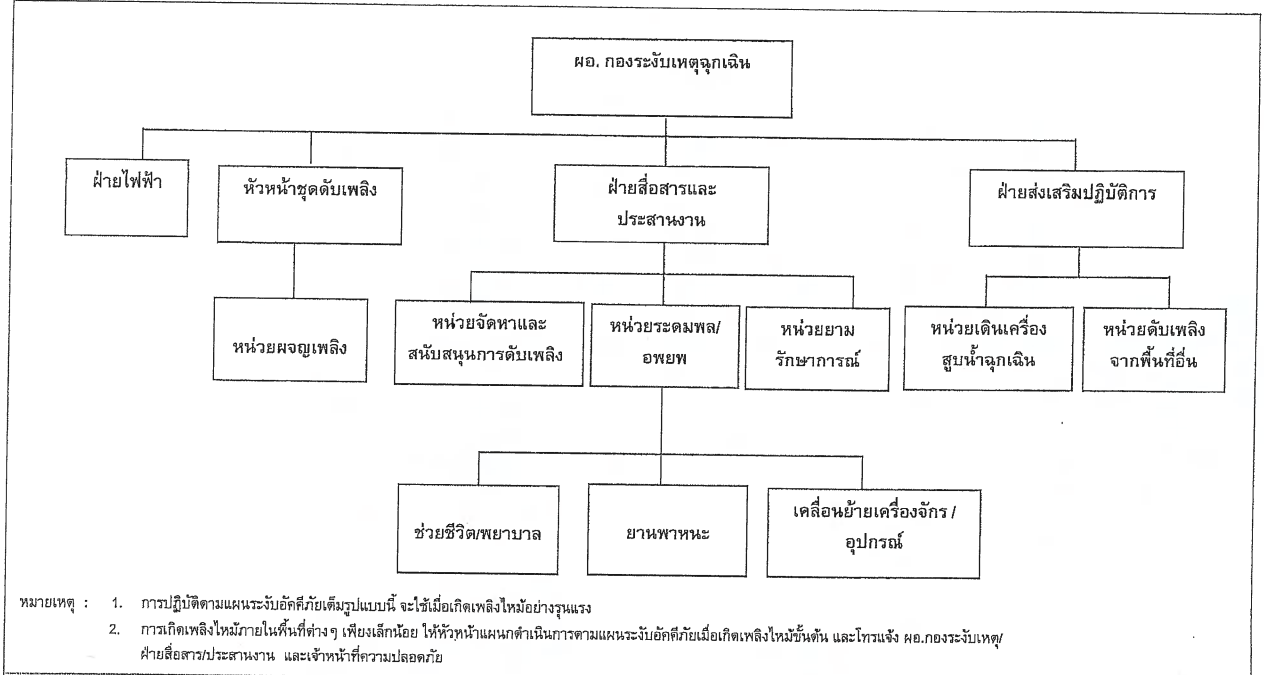 ผอ. กองระงับเหตุฉุกเฉิน
ฝ่ายไฟฟ้า
หัวหน้าชุดดับเพลิง
ฝ่ายสื่อสารและ
ประสานงาน
ฝ่ายส่งเสริมปฏิบัติการ
หน่วยผจญเพลิง
หน่วยจัดหาและ
สนับสนุนการดับเพลิง
หน่วยระดมพล/
อพยพ
หน่วยยาม
รักษาการณ์
หน่วยเดินเครื่อง
สูบน้ำฉุกเฉิน
หน่วยดับเพลิง
จากพื้นที่อื่น
ช่วยชีวิต/พยาบาล
ยานพาหนะ
เคลื่อนย้ายเครื่องจักร /
อุปกรณ์
หมายเหตุ : 1. การปฏิบัติตามแผนระงับอัคคีภัยเต็มรูปแบบนี้ จะใช้เมื่อเกิดเพลิงไหม้อย่างรุนแรง
2. การเกิดเพลิงไหม้ภายในพื้นที่ต่างๆ เพียงเล็กน้อย ให้หัวหน้าแผนกดำเนินการตามแผนระงับอัคคีภัยเมื่อเกิดเพลิงไหม้ขั้นต้น และโทรแจ้ง ผอ.กองระงับเหตุ/
ฝ่ายสื่อสาร/ประสานงาน และเจ้าหน้าที่ความปลอดภัย